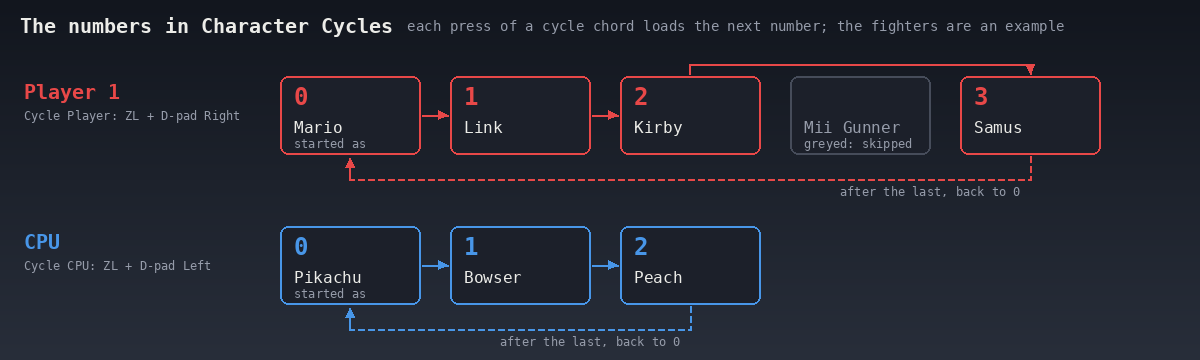 The numbers in Character Cycles each press of a cycle chord loads the next number; the fighters are an example
Player 1
Cycle Player: ZL + D-pad Right
0
Mario
started as
1
Link
2
Kirby
Mii Gunner
greyed: skipped
3
Samus
after the last, back to 0
CPU
Cycle CPU: ZL + D-pad Left
0
Pikachu
started as
1
Bowser
2
Peach
after the last, back to 0